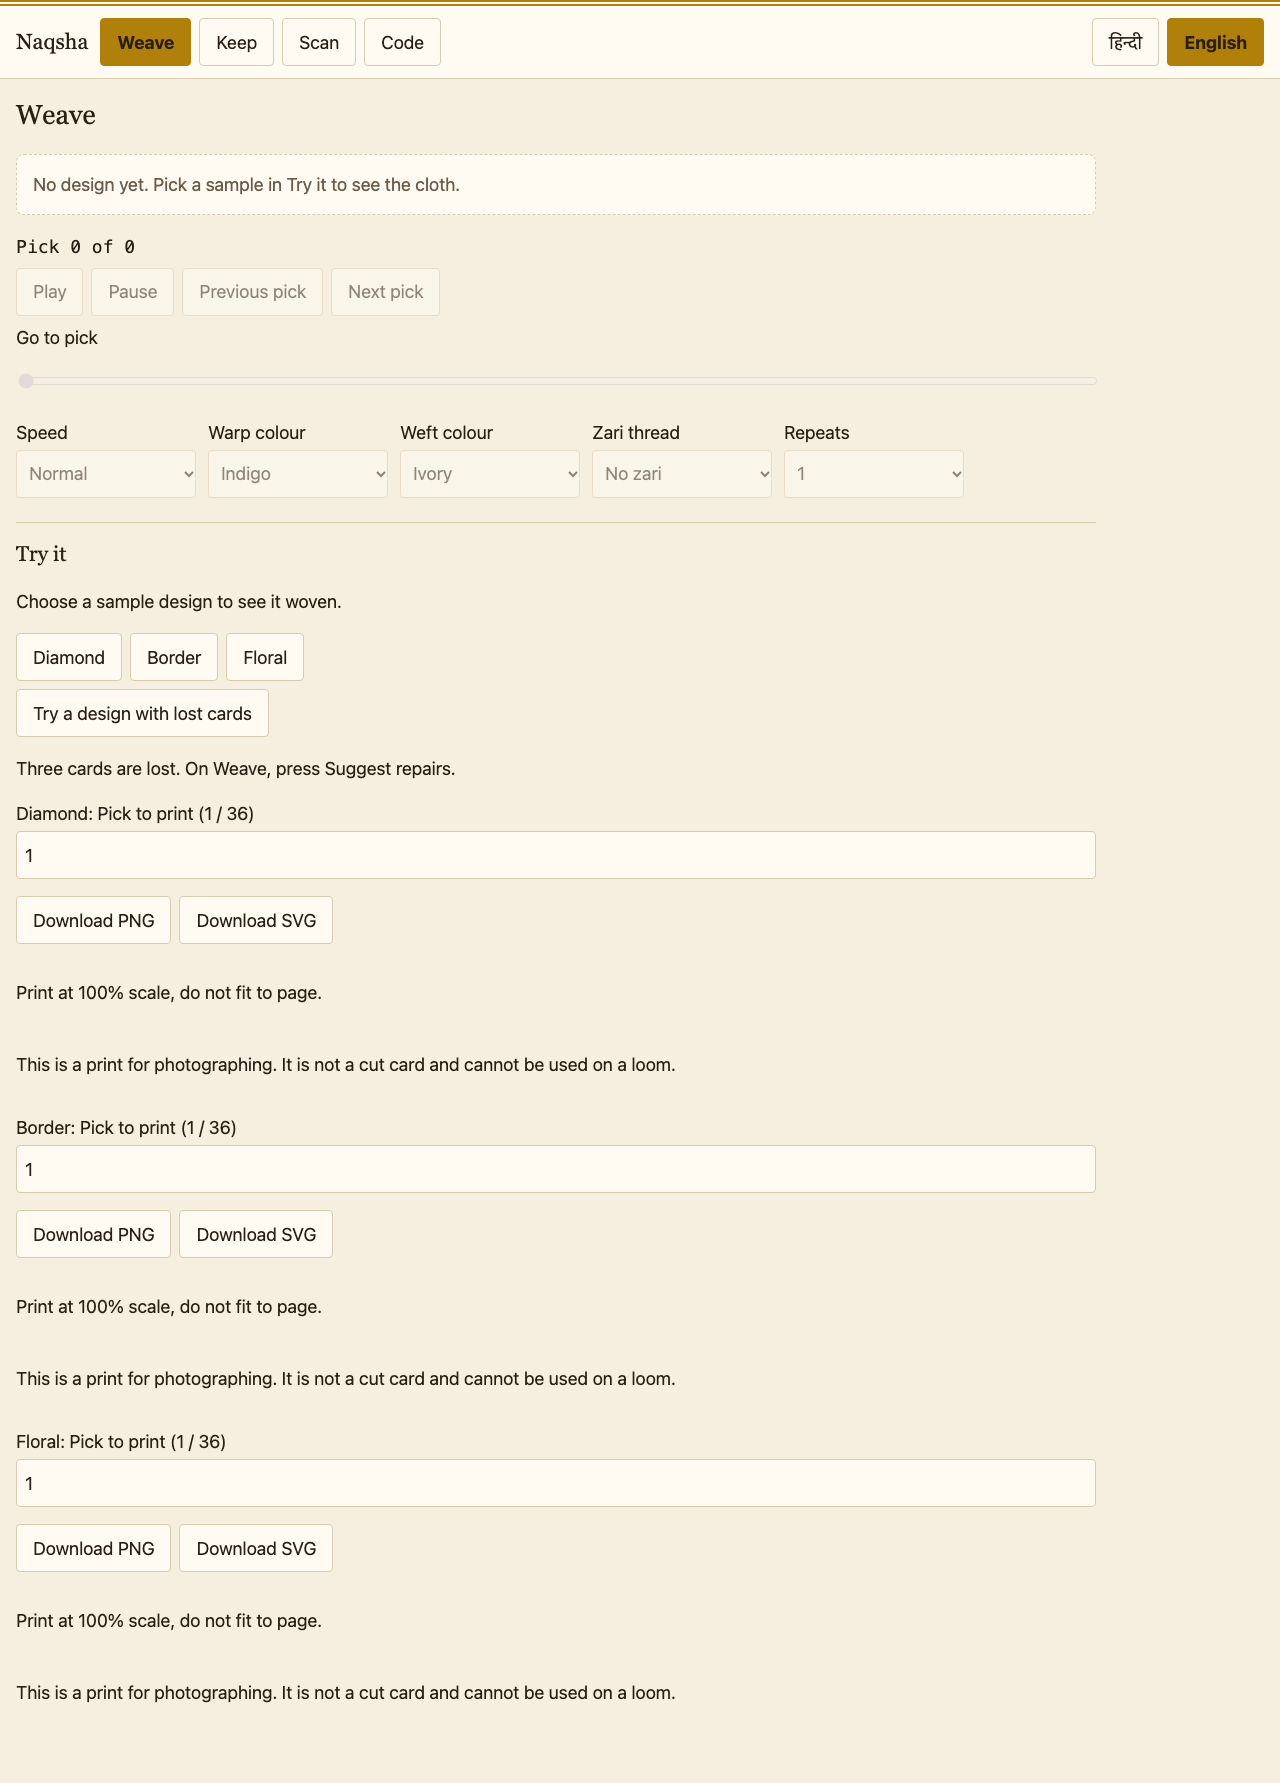 Naqsha Weave Keep Scan Code हिन्दी English
Weave
No design yet. Pick a sample in Try it to see the cloth.
Pick 0 of 0
Play Pause Previous pick Next pick
Go to pick
Speed Warp colour Weft colour Zari thread Repeats
Normal Indigo Ivory No zari 1
Try it
Choose a sample design to see it woven.
Diamond Border Floral
Try a design with lost cards
Three cards are lost. On Weave, press Suggest repairs.
Diamond: Pick to print (1 / 36)
1
Download PNG Download SVG
Print at 100% scale, do not fit to page.
This is a print for photographing. It is not a cut card and cannot be used on a loom.
Border: Pick to print (1 / 36)
1
Download PNG Download SVG
Print at 100% scale, do not fit to page.
This is a print for photographing. It is not a cut card and cannot be used on a loom.
Floral: Pick to print (1 / 36)
1
Download PNG Download SVG
Print at 100% scale, do not fit to page.
This is a print for photographing. It is not a cut card and cannot be used on a loom.